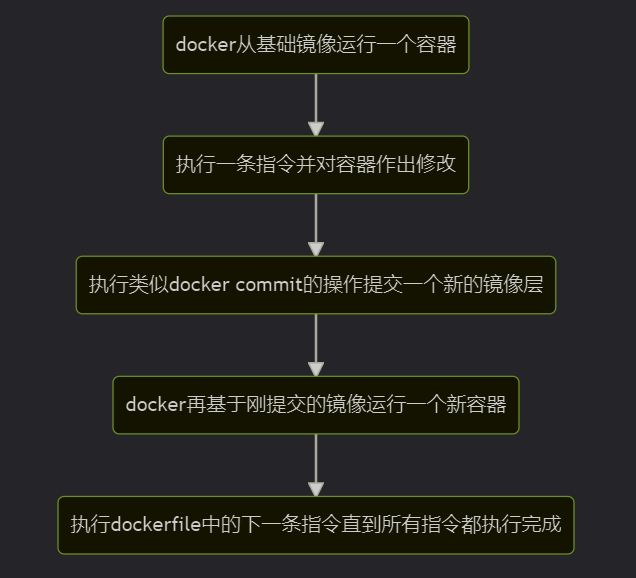 docker从基础镜像运行一个容器
执行一条指令并对容器作出修改
执行类似docker commit的操作提交一个新的镜像层
docker再基于刚提交的镜像运行一个新容器
执行dockerfile中的下一条指令直到所有指令都执行完成